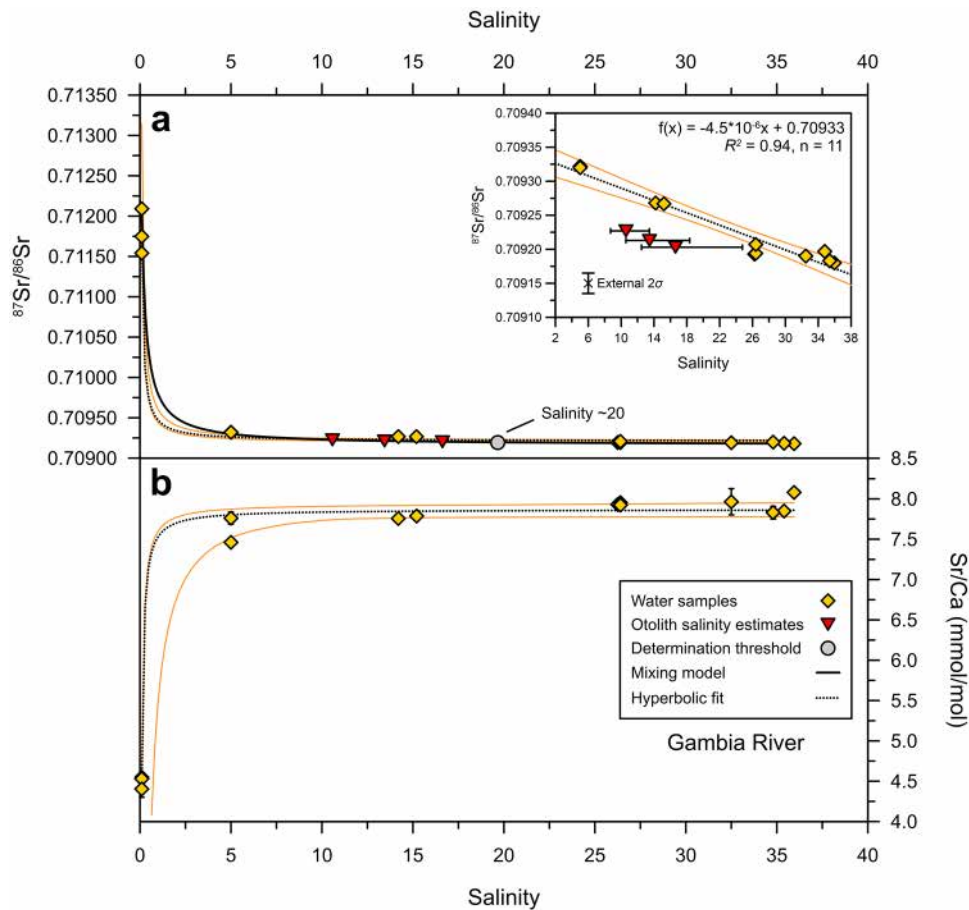 Salinity
0 5 10 15 20 25 30 35 40
a
⁸⁷Sr/⁸⁶Sr
0.71350
0.71300
0.71250
0.71200
0.71150
0.71100
0.71050
0.71000
0.70950
0.70900
f(x) = -4.5*10⁻⁶x + 0.70933
R² = 0.94, n = 11
⁸⁷Sr/⁸⁶Sr
0.70940
0.70935
0.70930
0.70925
0.70920
0.70915
0.70910
External 2σ
2 6 10 14 18 22 26 30 34 38
Salinity
Salinity ~20
b
8.5
8.0
7.5
7.0
6.5
6.0
5.5
5.0
4.5
4.0
Sr/Ca (mmol/mol)
Water samples
Otolith salinity estimates
Determination threshold
Mixing model
Hyperbolic fit
Gambia River
0 5 10 15 20 25 30 35 40
Salinity